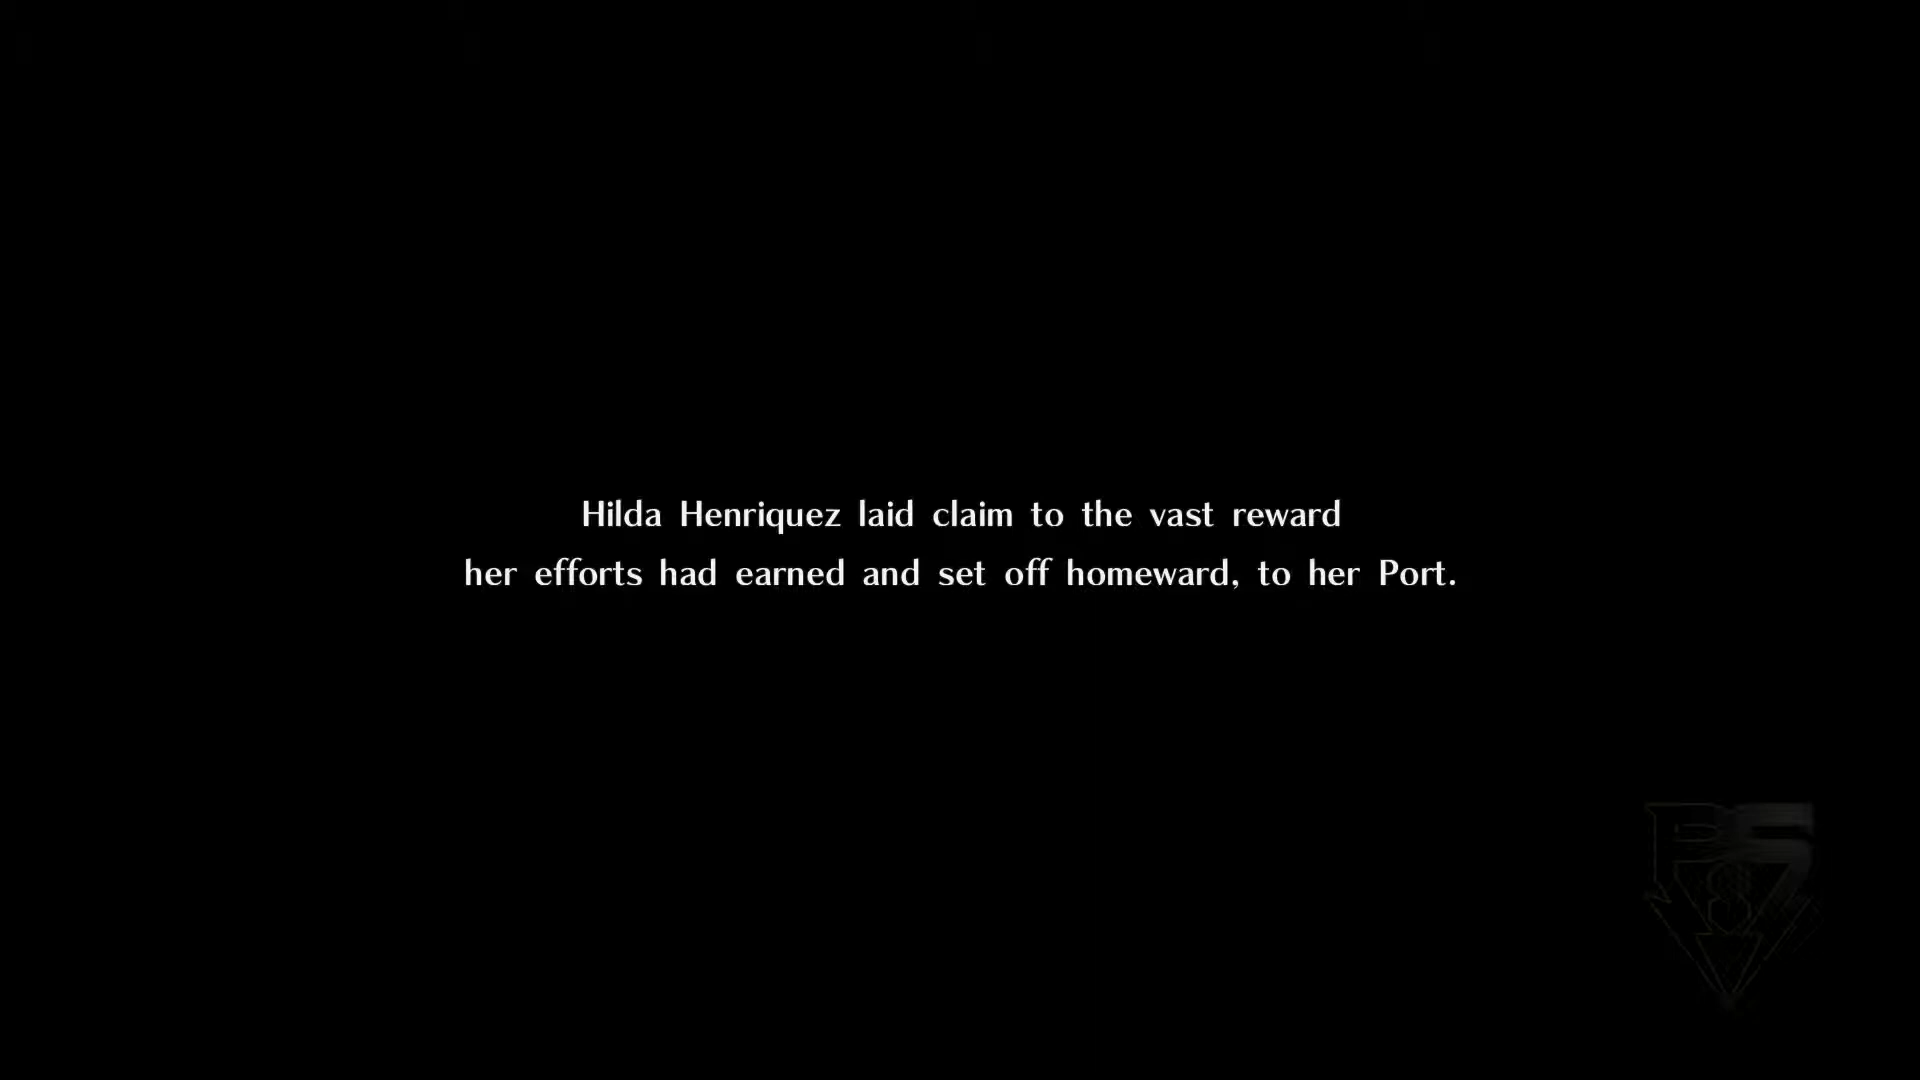 Hilda Henriquez laid claim to the vast reward
her efforts had earned and set off homeward, to her Port.